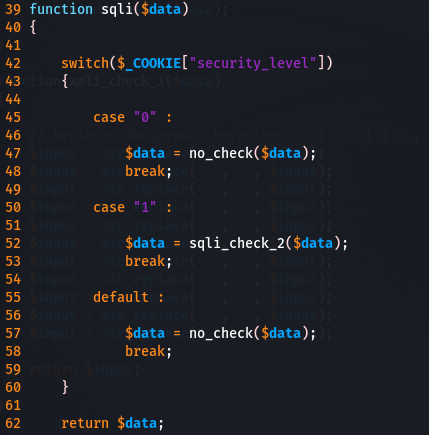 39 function sqli($data)
40 {
41
42     switch($_COOKIE["security_level"])
43     {
44
45         case "0" :
46
47             $data = no_check($data);
48             break;
49
50         case "1" :
51
52             $data = sqli_check_2($data);
53             break;
54
55         default :
56
57             $data = no_check($data);
58             break;
59
60     }
61
62     return $data;